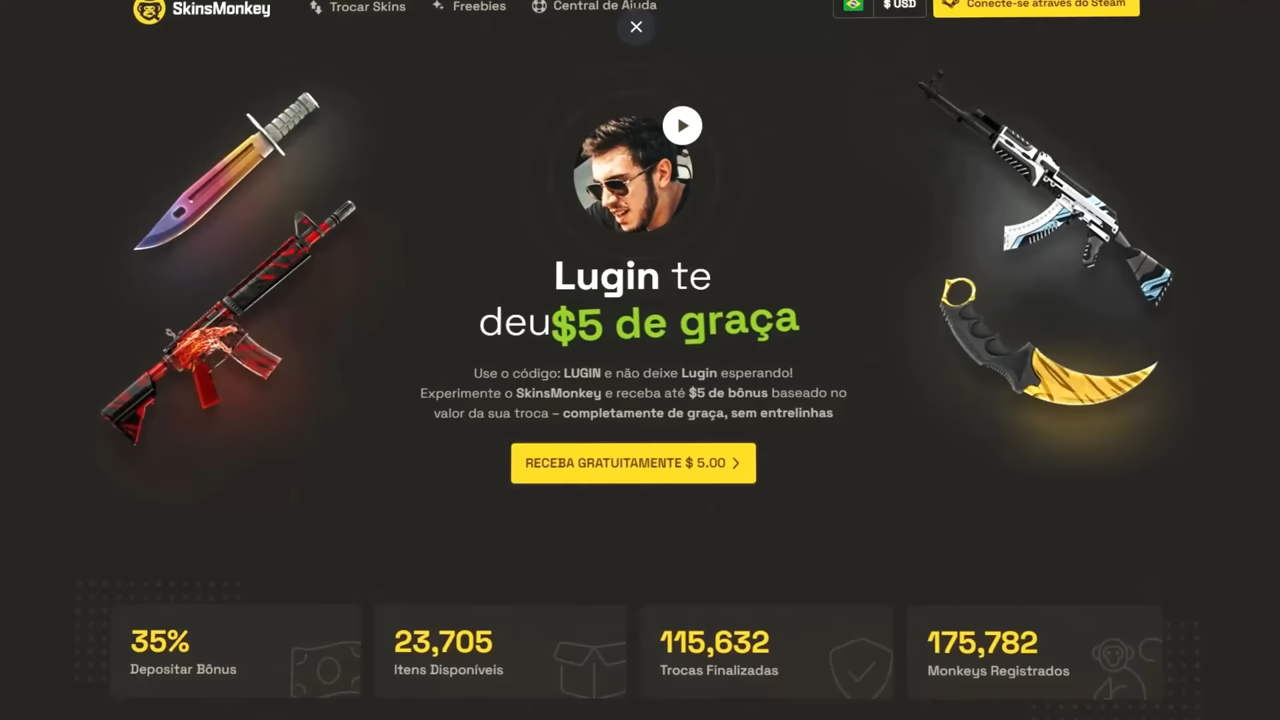 SkinsMonkey
Trocar Skins
Freebies
Central de Ajuda
$ USD
Conecte-se através do Steam
Lugin te
deu$5 de graça
Use o código: LUGIN e não deixe Lugin esperando!
Experimente o SkinsMonkey e receba até $5 de bônus baseado no
valor da sua troca – completamente de graça, sem entrelinhas
RECEBA GRATUITAMENTE $ 5.00
35%
Depositar Bônus
23,705
Itens Disponíveis
115,632
Trocas Finalizadas
175,782
Monkeys Registrados